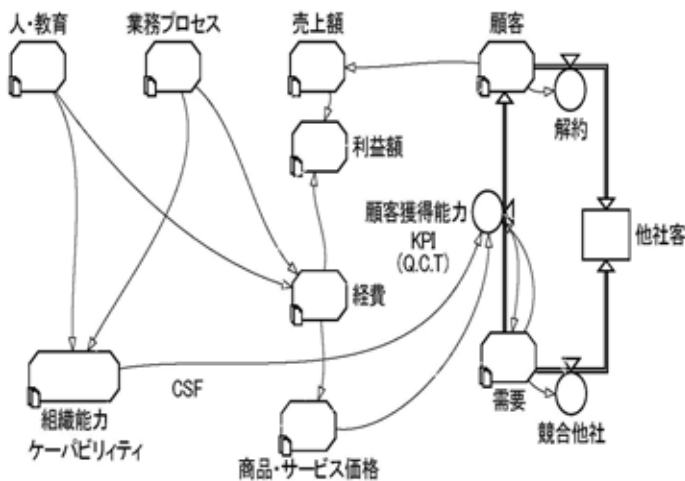 人・教育
業務プロセス
売上額
顧客
解約
利益額
顧客獲得能力
KPI
(Q.C.T)
他社客
経費
CSF
組織能力
ケーパビリィティ
需要
競合他社
商品・サービス価格